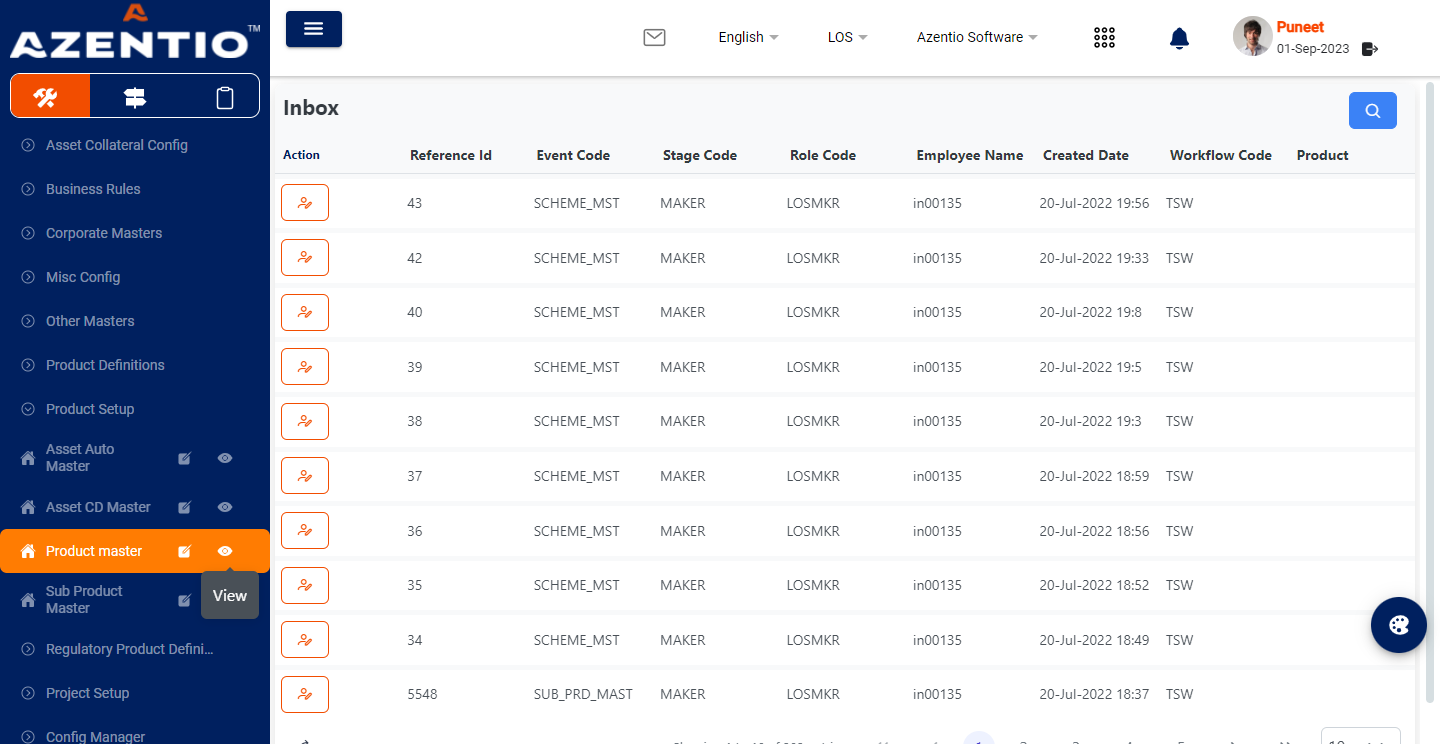 AZENTIO™
English
LOS
Azentio Software
Puneet
01-Sep-2023
Asset Collateral Config
Business Rules
Corporate Masters
Misc Config
Other Masters
Product Definitions
Product Setup
Asset Auto
Master
Asset CD Master
Product master
Sub Product
Master
View
Regulatory Product Defini...
Project Setup
Config Manager
Inbox
Action Reference Id Event Code Stage Code Role Code Employee Name Created Date Workflow Code Product
43 SCHEME_MST MAKER LOSMKR in00135 20-Jul-2022 19:56 TSW
42 SCHEME_MST MAKER LOSMKR in00135 20-Jul-2022 19:33 TSW
40 SCHEME_MST MAKER LOSMKR in00135 20-Jul-2022 19:8 TSW
39 SCHEME_MST MAKER LOSMKR in00135 20-Jul-2022 19:5 TSW
38 SCHEME_MST MAKER LOSMKR in00135 20-Jul-2022 19:3 TSW
37 SCHEME_MST MAKER LOSMKR in00135 20-Jul-2022 18:59 TSW
36 SCHEME_MST MAKER LOSMKR in00135 20-Jul-2022 18:56 TSW
35 SCHEME_MST MAKER LOSMKR in00135 20-Jul-2022 18:52 TSW
34 SCHEME_MST MAKER LOSMKR in00135 20-Jul-2022 18:49 TSW
5548 SUB_PRD_MAST MAKER LOSMKR in00135 20-Jul-2022 18:37 TSW